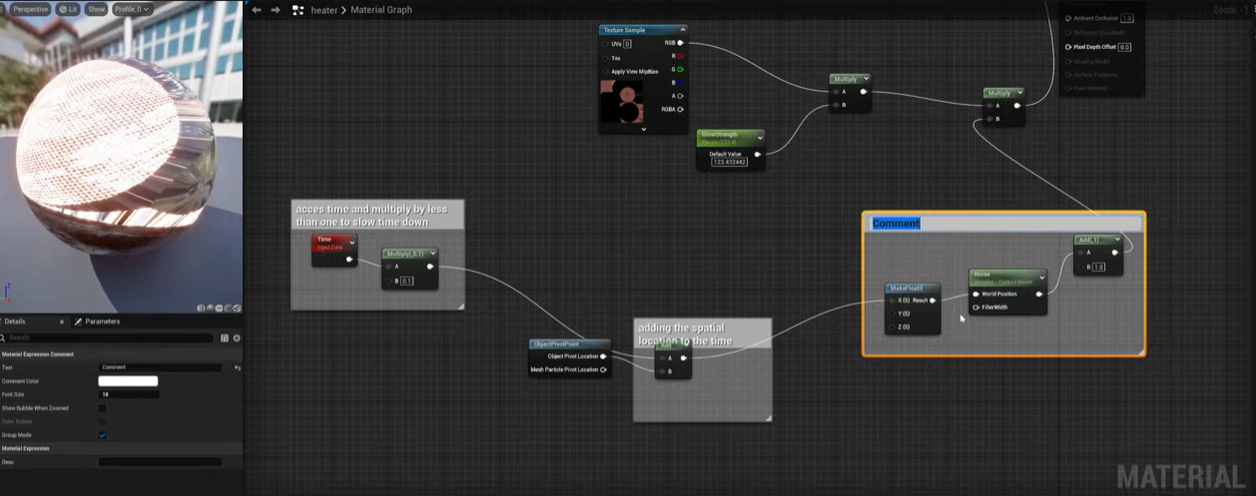 Perspective
Lit
Show
Profile_0
heater > Material Graph
Zoom -1
Texture Sample
UVs 0
Tex
Apply View MipBias
RGB
R
G
B
A
RGBA
Multiply
A
B
Multiply
A
B
Ambient Occlusion 1.0
Refraction (Disabled)
Pixel Depth Offset 0.0
Shading Model
Surface Thickness
Front Material
GlowStrength
Param (123.4)
Default Value
123.432442
acces time and multiply by less
than one to slow time down
Time
Input Data
Multiply(,0.1)
A
B 0.1
ObjectPivotPoint
Object Pivot Location
Mesh Particle Pivot Location
adding the spatial
location to the time
A
B
Comment
MakeFloat3
X (S) Result
Y (S)
Z (S)
Noise
World Position
FilterWidth
Add(,1)
A
B 1.0
Details
Parameters
Search
Material Expression Comment
Text Comment
Comment Color
Font Size 18
Show Bubble When Zoomed
Color Bubble
Group Mode
Material Expression
Desc
MATERIAL